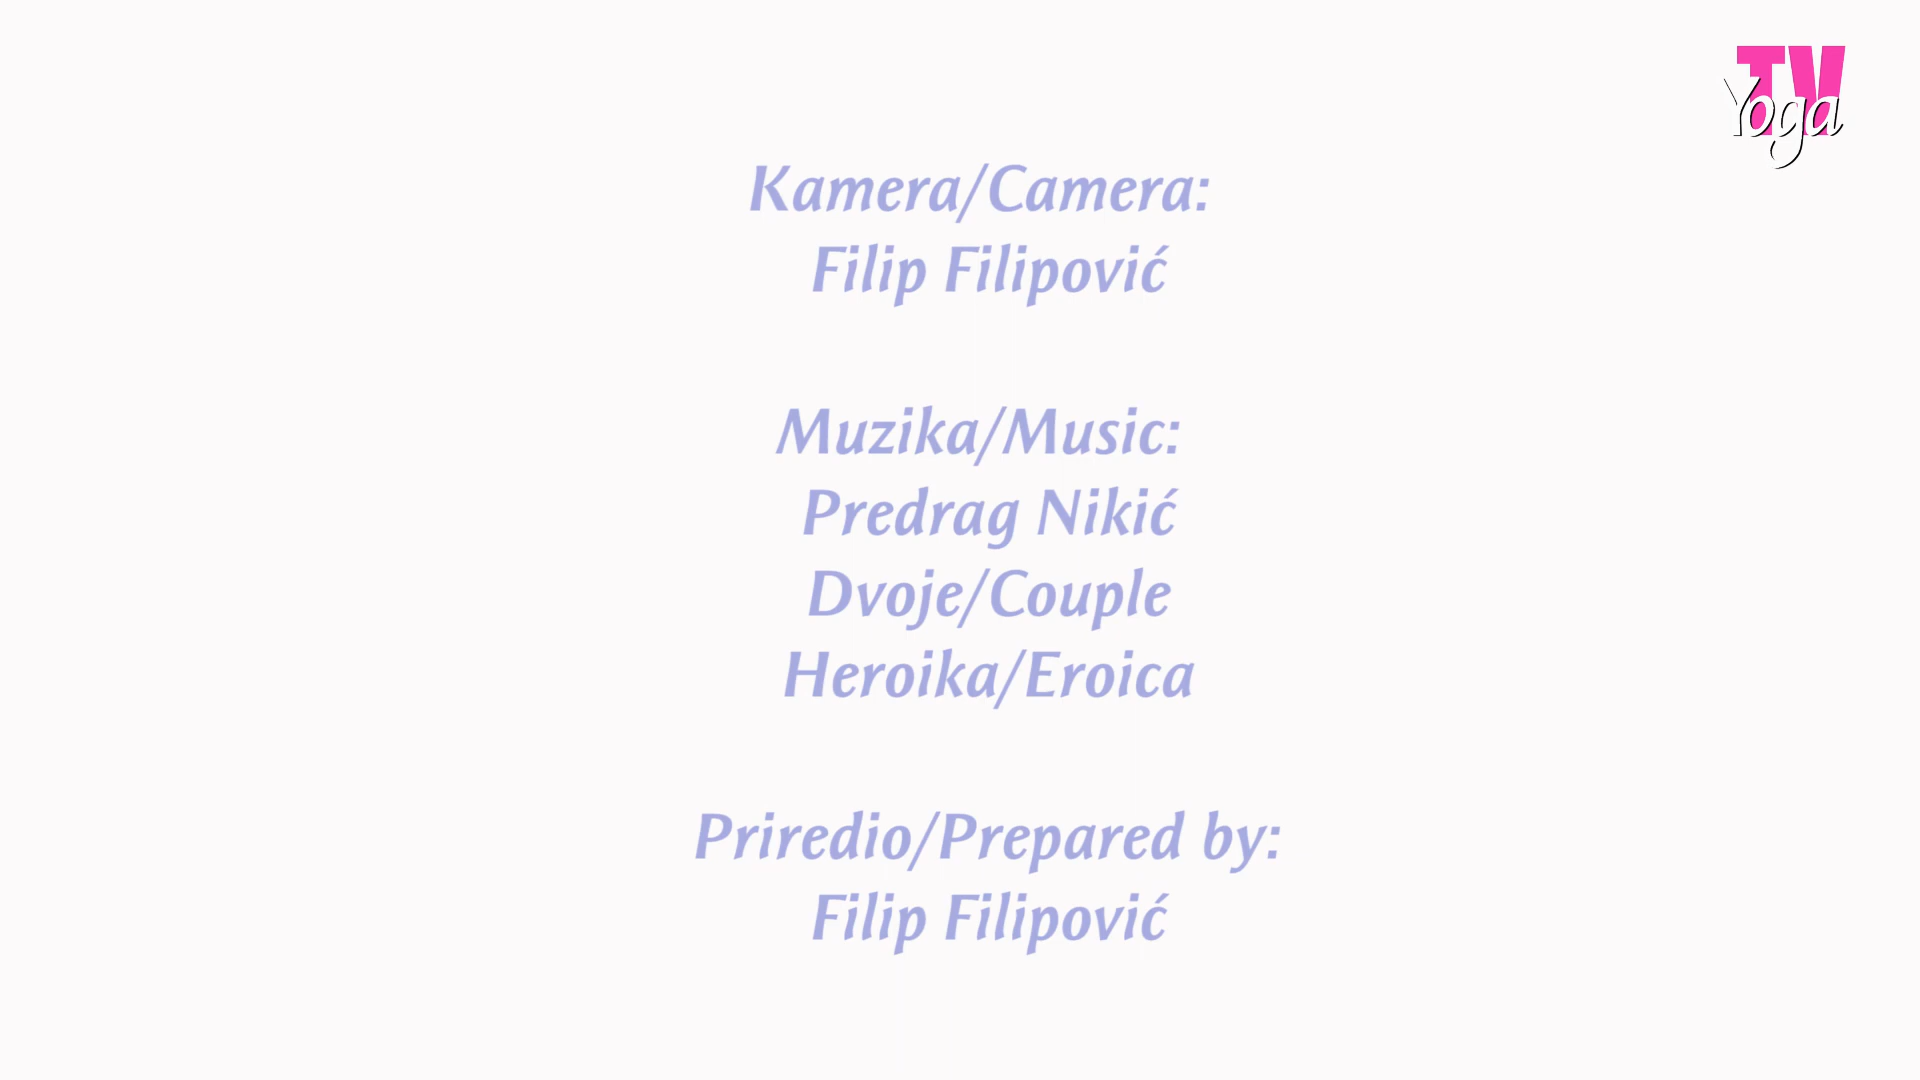 TV
Yoga
Kamera/Camera:
Filip Filipović
Muzika/Music:
Predrag Nikić
Dvoje/Couple
Heroika/Eroica
Priredio/Prepared by:
Filip Filipović